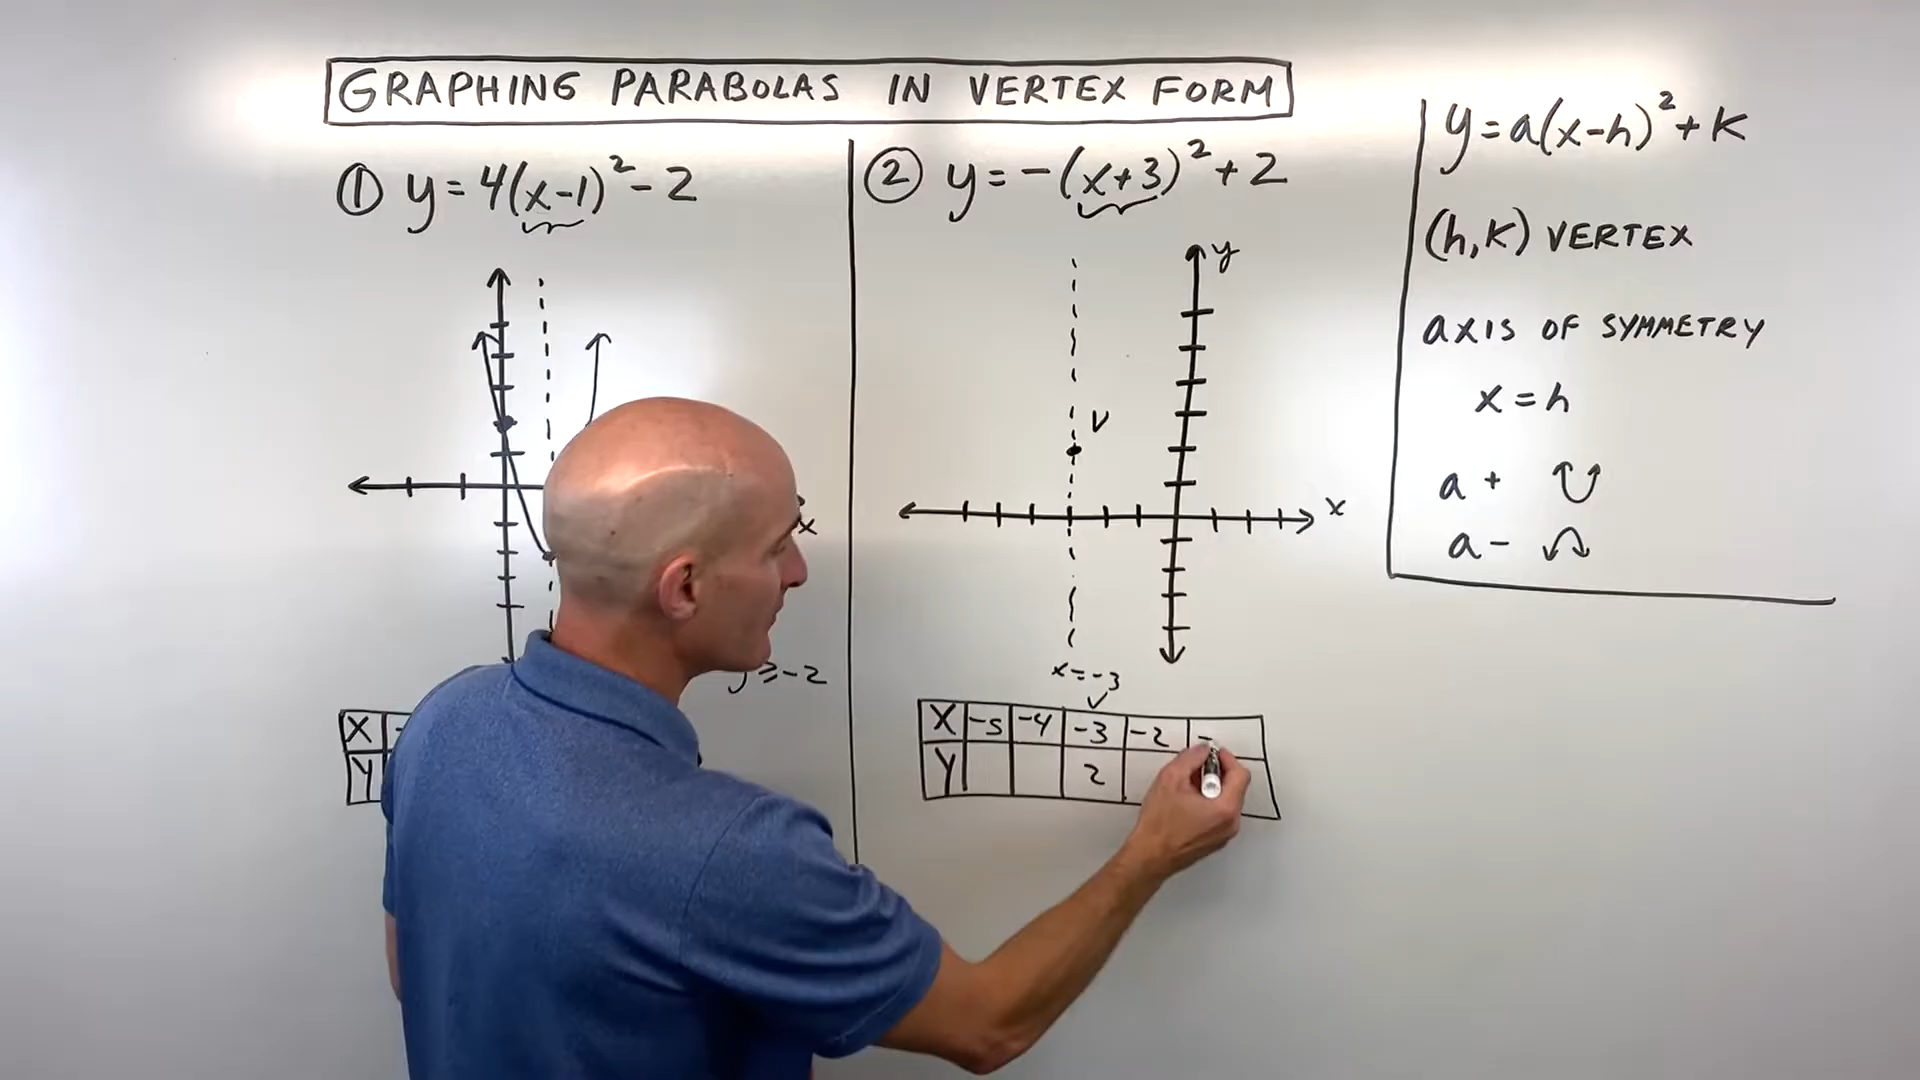 GRAPHING PARABOLAS IN VERTEX FORM
① y=4(x-1)²-2
x
y≥-2
X
Y
② y=-(x+3)²+2
y
V
x
x=-3
✓
X -5 -4 -3 -2 -
Y 2
y=a(x-h)²+K
(h,K) VERTEX
axis OF SYMMETRY
x=h
a +
a -